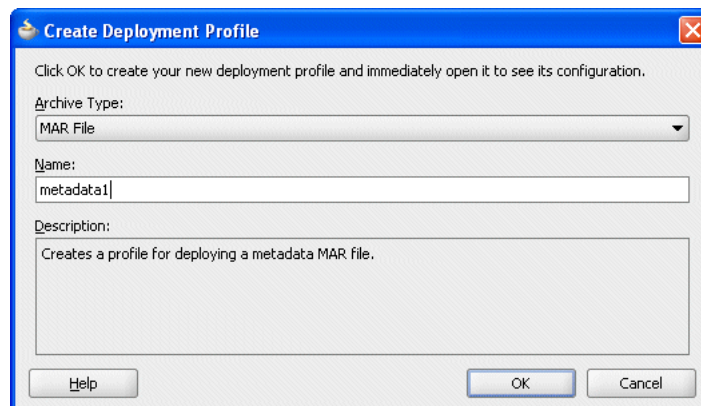 Create Deployment Profile
Click OK to create your new deployment profile and immediately open it to see its configuration.
Archive Type:
MAR File
Name:
metadata1
Description:
Creates a profile for deploying a metadata MAR file.
Help
OK
Cancel